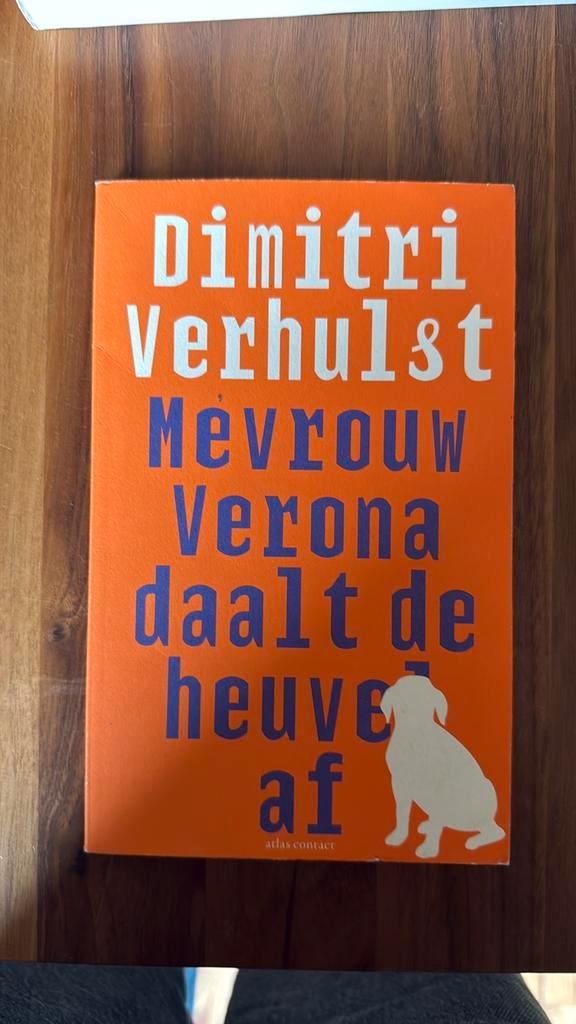 Dimitri
Verhulst
Mevrouw
Verona
daalt de
heuvel
af
atlas contact